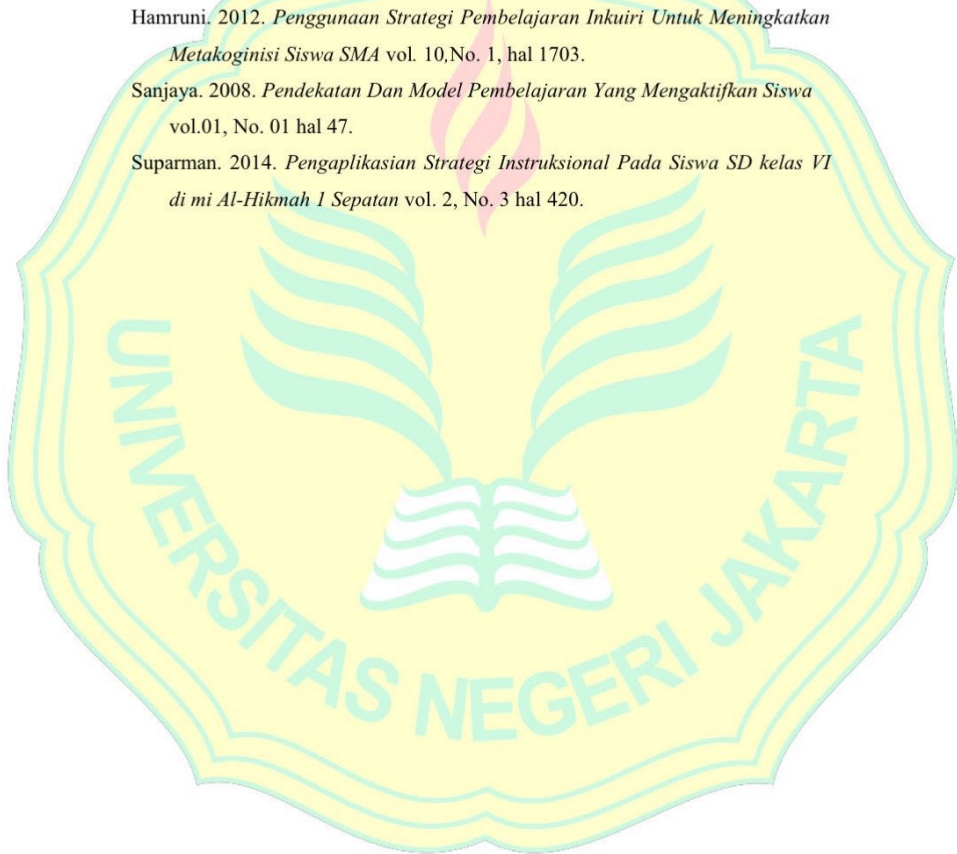 Hamruni. 2012. Penggunaan Strategi Pembelajaran Inkuiri Untuk Meningkatkan
Metakoginisi Siswa SMA vol. 10,No. 1, hal 1703.
Sanjaya. 2008. Pendekatan Dan Model Pembelajaran Yang Mengaktifkan Siswa
vol.01, No. 01 hal 47.
Suparman. 2014. Pengaplikasian Strategi Instruksional Pada Siswa SD kelas VI
di mi Al-Hikmah 1 Sepatan vol. 2, No. 3 hal 420.
UNIVERSITAS NEGERI JAKARTA